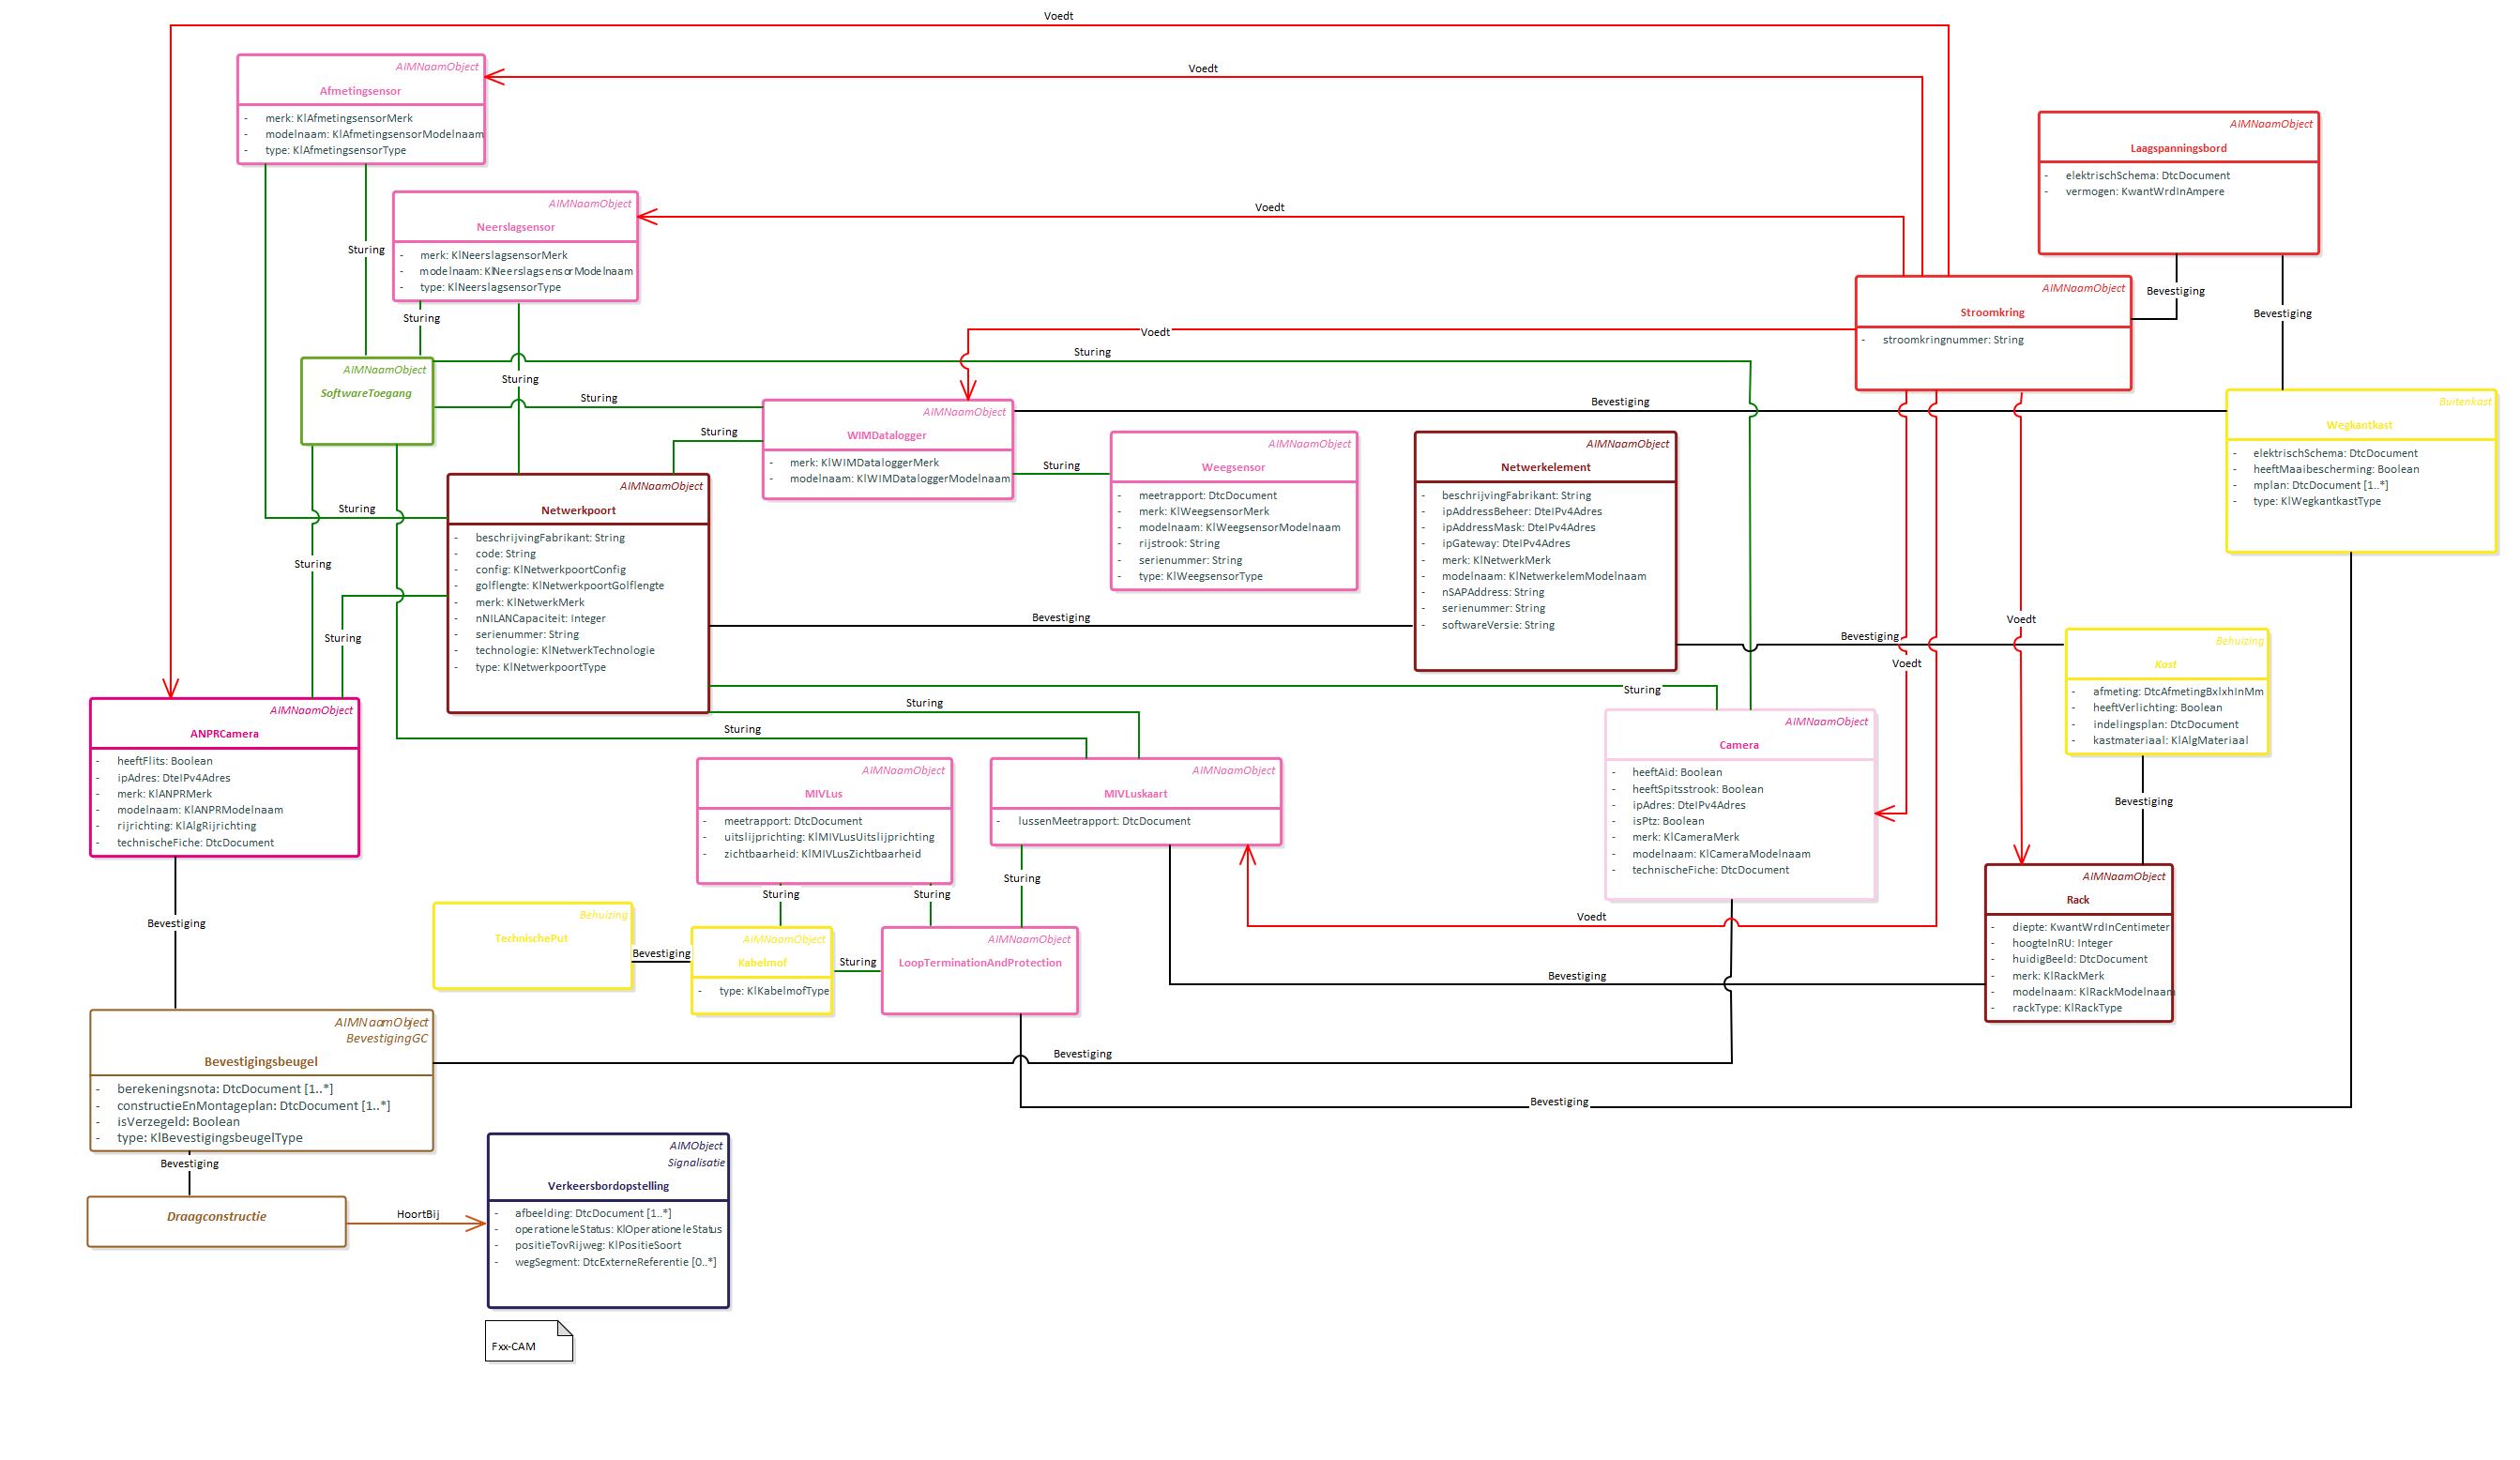 Voedt
AIMNaamObject
Afmetingsensor
- merk: KlAfmetingsensorMerk
- modelnaam: KlAfmetingsensorModelnaam
- type: KlAfmetingsensorType
Voedt
AIMNaamObject
Laagspanningsbord
- elektrischSchema: DtcDocument
- vermogen: KwantWrdInAmpere
AIMNaamObject
Neerslagsensor
- merk: KlNeerslagsensorMerk
- modelnaam: KlNeerslagsensorModelnaam
- type: KlNeerslagsensorType
Voedt
Sturing
Sturing
Bevestiging
Bevestiging
AIMNaamObject
Stroomkring
- stroomkringnummer: String
Voedt
Sturing
AIMNaamObject
SoftwareToegang
Sturing
Sturing
Sturing
AIMNaamObject
WIMDatalogger
- merk: KlWIMDataloggerMerk
- modelnaam: KlWIMDataloggerModelnaam
Bevestiging
Buitenkast
Wegkantkast
- elektrischSchema: DtcDocument
- heeftMaaibescherming: Boolean
- mplan: DtcDocument [1..*]
- type: KlWegkantkastType
Sturing
AIMNaamObject
Weegsensor
- meetrapport: DtcDocument
- merk: KlWeegsensorMerk
- modelnaam: KlWeegsensorModelnaam
- rijstrook: String
- serienummer: String
- type: KlWeegsensorType
AIMNaamObject
Netwerkelement
- beschrijvingFabrikant: String
- ipAddressBeheer: DteIPv4Adres
- ipAddressMask: DteIPv4Adres
- ipGateway: DteIPv4Adres
- merk: KlNetwerkMerk
- modelnaam: KlNetwerkelemModelnaam
- nSAPAddress: String
- serienummer: String
- softwareVersie: String
AIMNaamObject
Netwerkpoort
- beschrijvingFabrikant: String
- code: String
- config: KlNetwerkpoortConfig
- golflengte: KlNetwerkpoortGolflengte
- merk: KlNetwerkMerk
- nNILANCapaciteit: Integer
- serienummer: String
- technologie: KlNetwerkTechnologie
- type: KlNetwerkpoortType
Sturing
Sturing
Sturing
Bevestiging
Bevestiging
Voedt
Voedt
Behuizing
Kast
- afmeting: DtcAfmetingBxlxhInMm
- heeftVerlichting: Boolean
- indelingsplan: DtcDocument
- kastmateriaal: KlAlgMateriaal
Sturing
Sturing
Sturing
AIMNaamObject
ANPRCamera
- heeftFlits: Boolean
- ipAdres: DteIPv4Adres
- merk: KlANPRMerk
- modelnaam: KlANPRModelnaam
- rijrichting: KlAlgRijrichting
- technischeFiche: DtcDocument
AIMNaamObject
Camera
- heeftAid: Boolean
- heeftSpitsstrook: Boolean
- ipAdres: DteIPv4Adres
- isPtz: Boolean
- merk: KlCameraMerk
- modelnaam: KlCameraModelnaam
- technischeFiche: DtcDocument
AIMNaamObject
MIVLus
- meetrapport: DtcDocument
- uitslijprichting: KlMIVLusUitslijprichting
- zichtbaarheid: KlMIVLusZichtbaarheid
AIMNaamObject
MIVLuskaart
- lussenMeetrapport: DtcDocument
Bevestiging
Sturing
Sturing
Sturing
AIMNaamObject
Rack
- diepte: KwantWrdInCentimeter
- hoogteInRU: Integer
- huidigBeeld: DtcDocument
- merk: KlRackMerk
- modelnaam: KlRackModelnaam
- rackType: KlRackType
Bevestiging
Behuizing
TechnischePut
Bevestiging
AIMNaamObject
Kabelmof
- type: KlKabelmofType
Sturing
AIMNaamObject
LoopTerminationAndProtection
Voedt
Bevestiging
AIMNaamObject
BevestigingGC
Bevestigingsbeugel
- berekeningsnota: DtcDocument [1..*]
- constructieEnMontageplan: DtcDocument [1..*]
- isVerzegeld: Boolean
- type: KlBevestigingsbeugelType
Bevestiging
Bevestiging
Bevestiging
Draagconstructie
HoortBij
AIMObject
Signalisatie
Verkeersbordopstelling
- afbeelding: DtcDocument [1..*]
- operationeleStatus: KlOperationeleStatus
- positieTovRijweg: KlPositieSoort
- wegSegment: DtcExterneReferentie [0..*]
Fxx-CAM